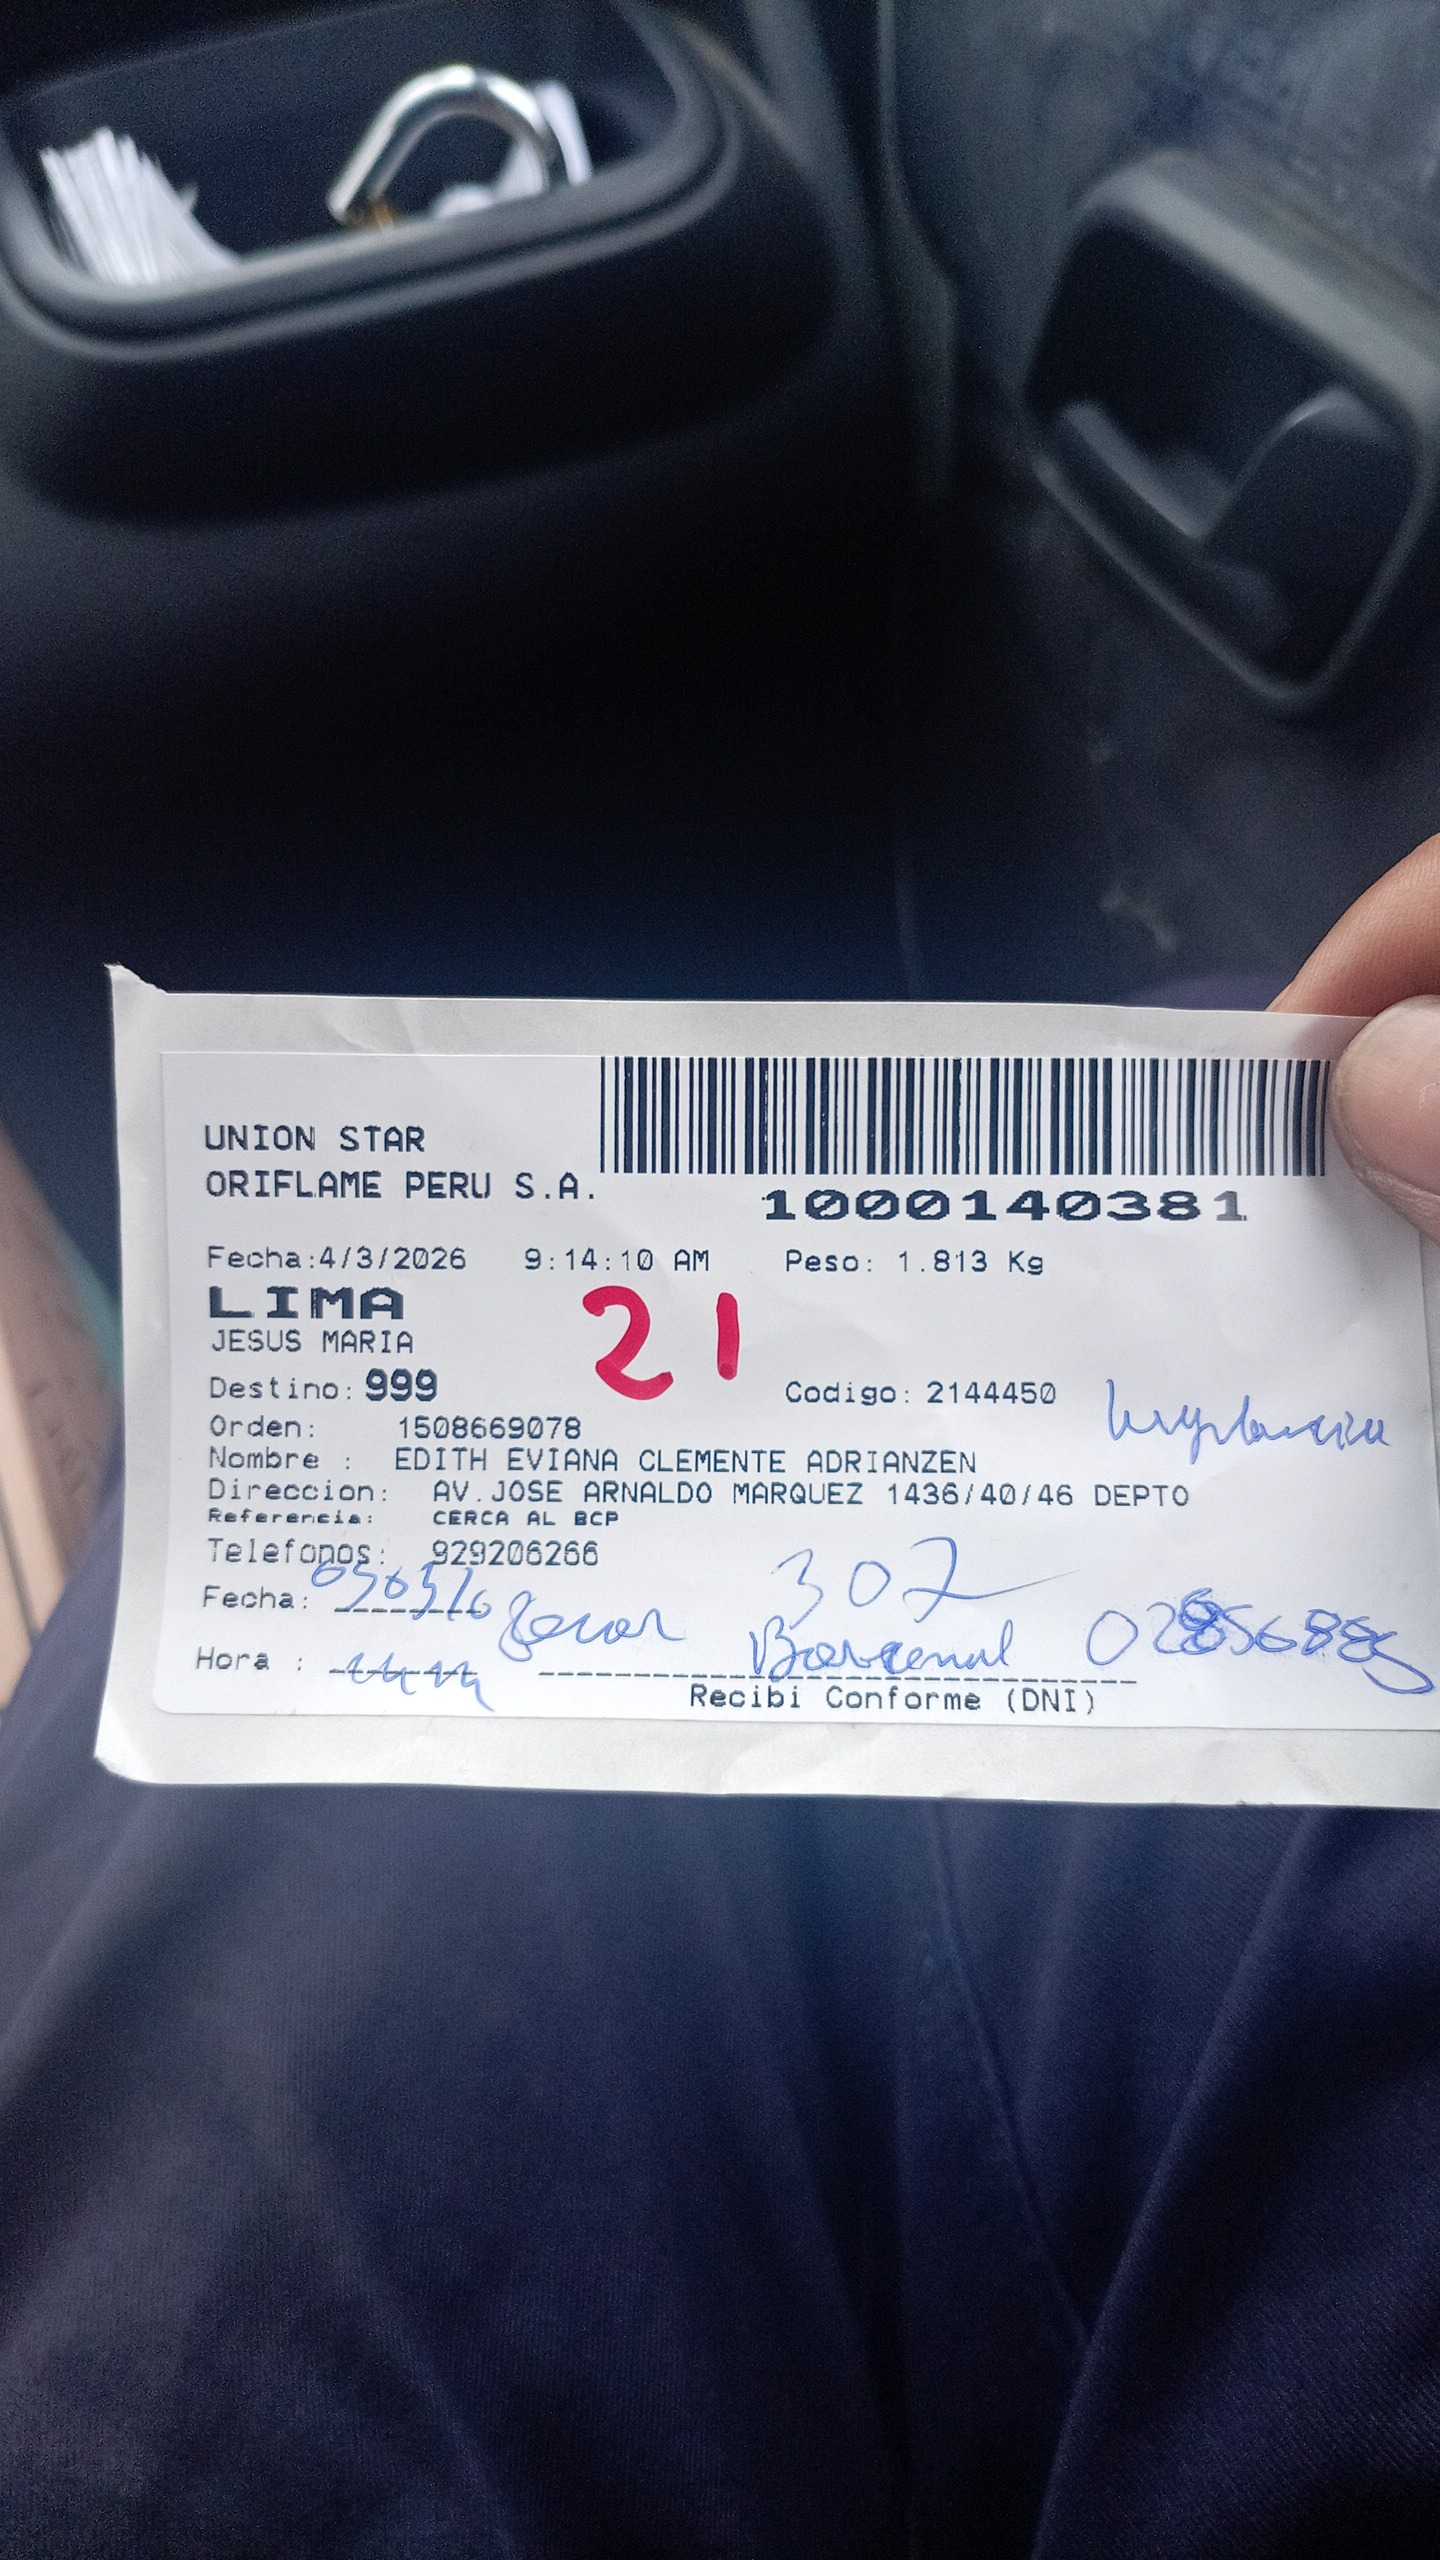 UNION STAR
ORIFLAME PERU S.A.
1000140381
Fecha:4/3/2026 9:14:10 AM Peso: 1.813 Kg
LIMA
21
JESUS MARIA
Destino: 999 Codigo: 2144450
Orden: 1508669078
Nombre : EDITH EVIANA CLEMENTE ADRIANZEN
Direccion: AV.JOSE ARNALDO MARQUEZ 1436/40/46 DEPTO
Referencia: CERCA AL BCP
Telefonos: 929206266
307
Fecha:
Hora :
Recibi Conforme (DNI)